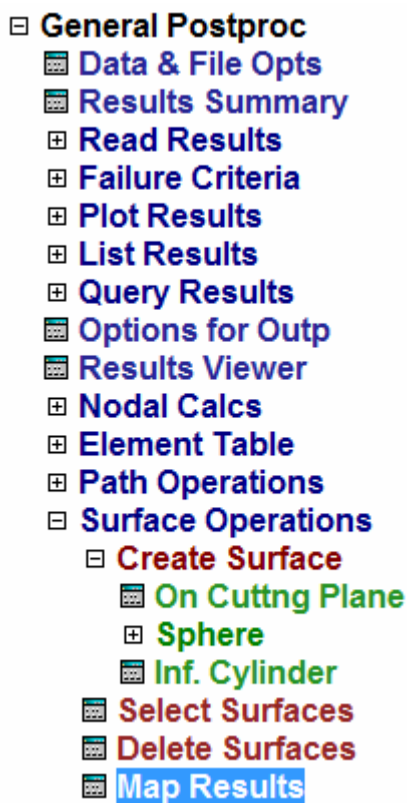 General Postproc
Data & File Opts
Results Summary
Read Results
Failure Criteria
Plot Results
List Results
Query Results
Options for Outp
Results Viewer
Nodal Calcs
Element Table
Path Operations
Surface Operations
Create Surface
On Cuttng Plane
Sphere
Inf. Cylinder
Select Surfaces
Delete Surfaces
Map Results